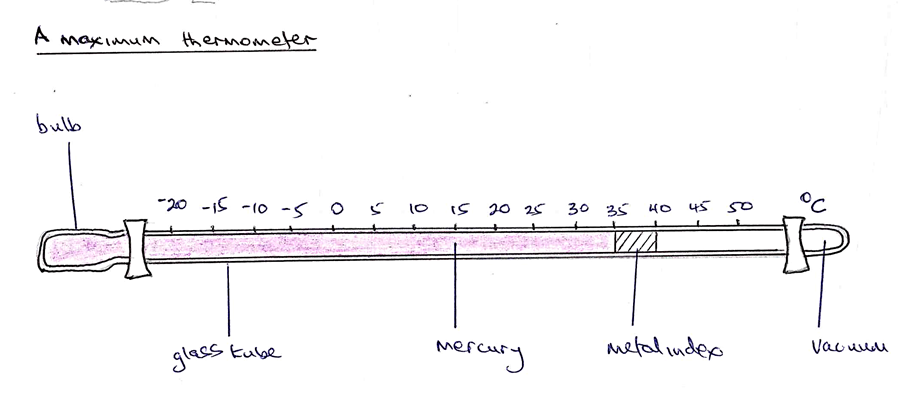 A maximum thermometer
bulb
-20 -15 -10 -5 0 5 10 15 20 25 30 35 40 45 50 °C
glass tube mercury metal index vacuum